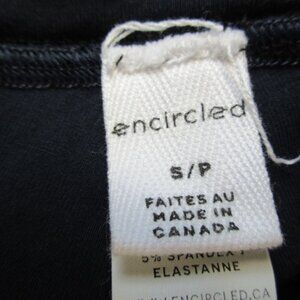 encircled
S/P
FAITES AU
MADE IN
CANADA
5% SPANDEX /
ELASTANNE
ENCIRCLED.CA